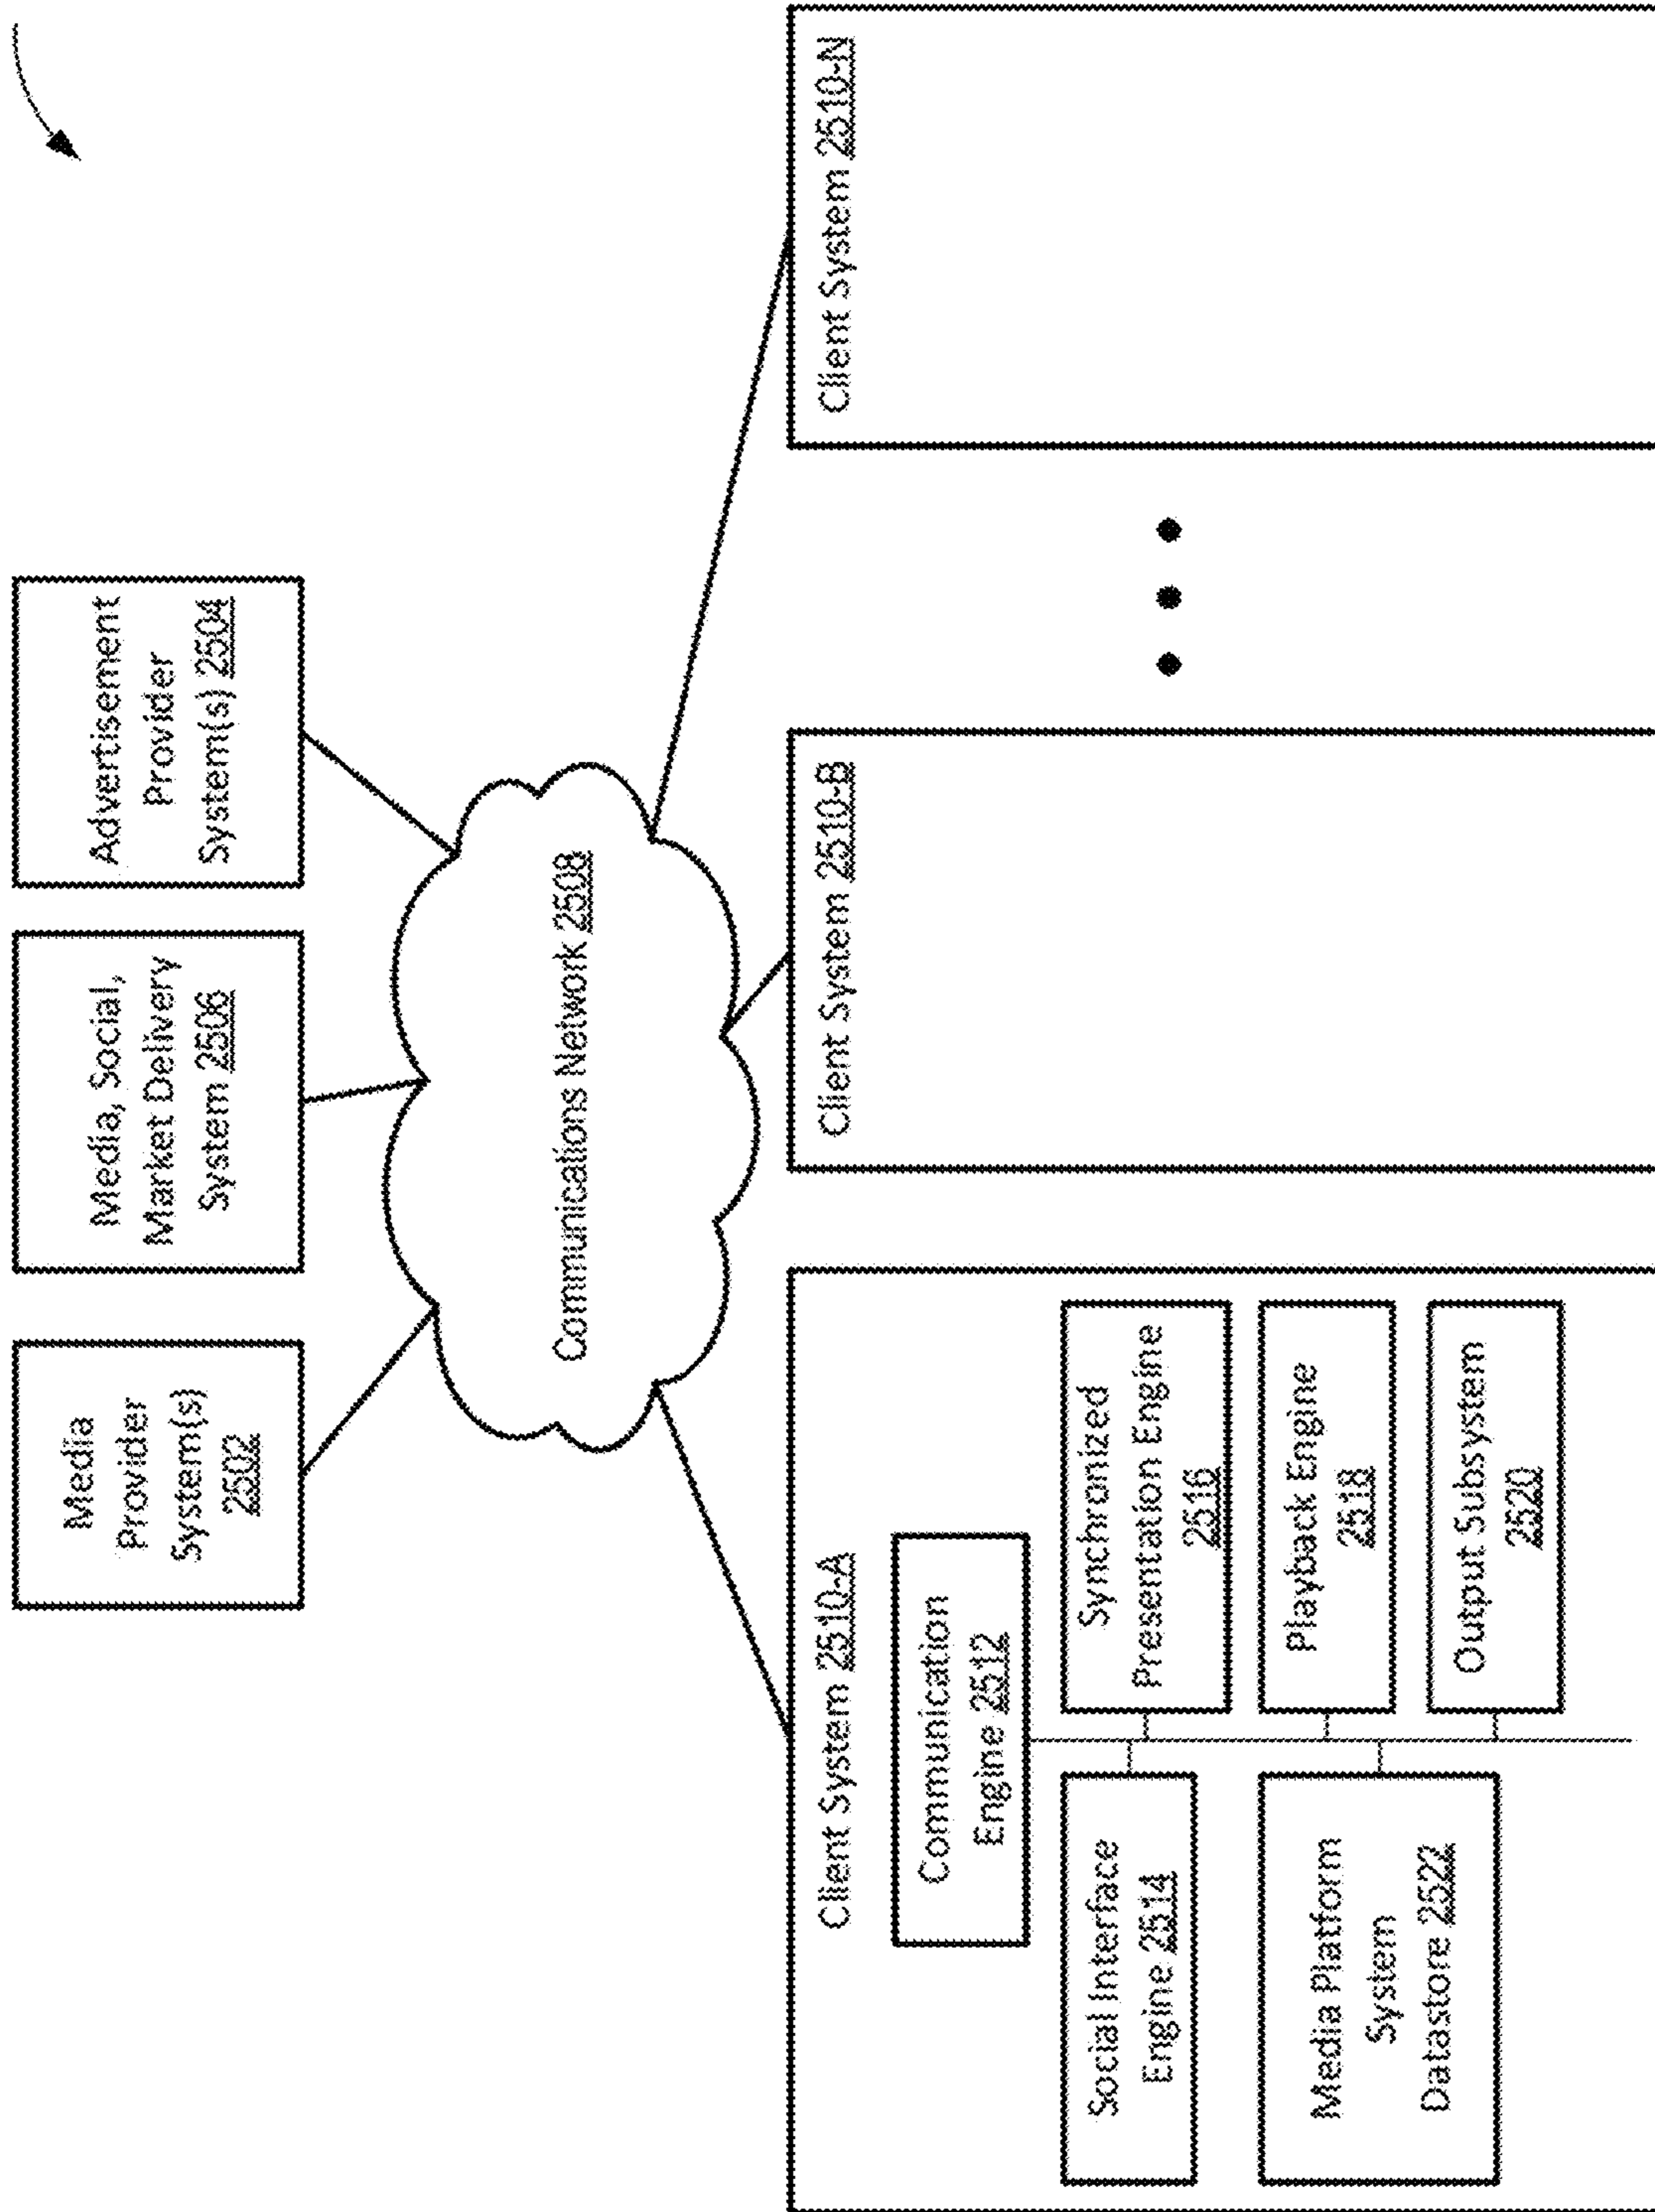 Media
Provider
System(s)
2502
Media, Social,
Market Delivery
System 2506
Advertisement
Provider
System(s) 2504
Communications Network 2508
Client System 2510-A
Communication
Engine 2512
Social Interface
Engine 2514
Synchronized
Presentation Engine
2516
Media Platform
System
Datastore 2522
Playback Engine
2518
Output Subsystem
2520
Client System 2510-B
Client System 2510-N